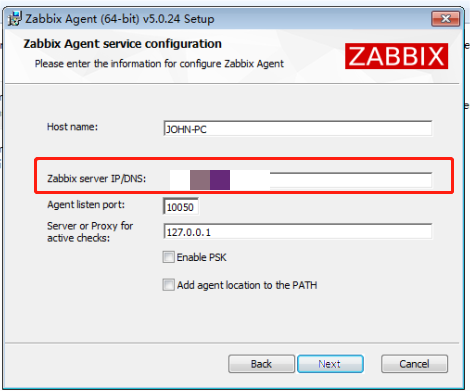 Zabbix Agent (64-bit) v5.0.24 Setup
Zabbix Agent service configuration
Please enter the information for configure Zabbix Agent
ZABBIX
Host name: JOHN-PC
Zabbix server IP/DNS:
Agent listen port: 10050
Server or Proxy for
active checks: 127.0.0.1
Enable PSK
Add agent location to the PATH
Back Next Cancel